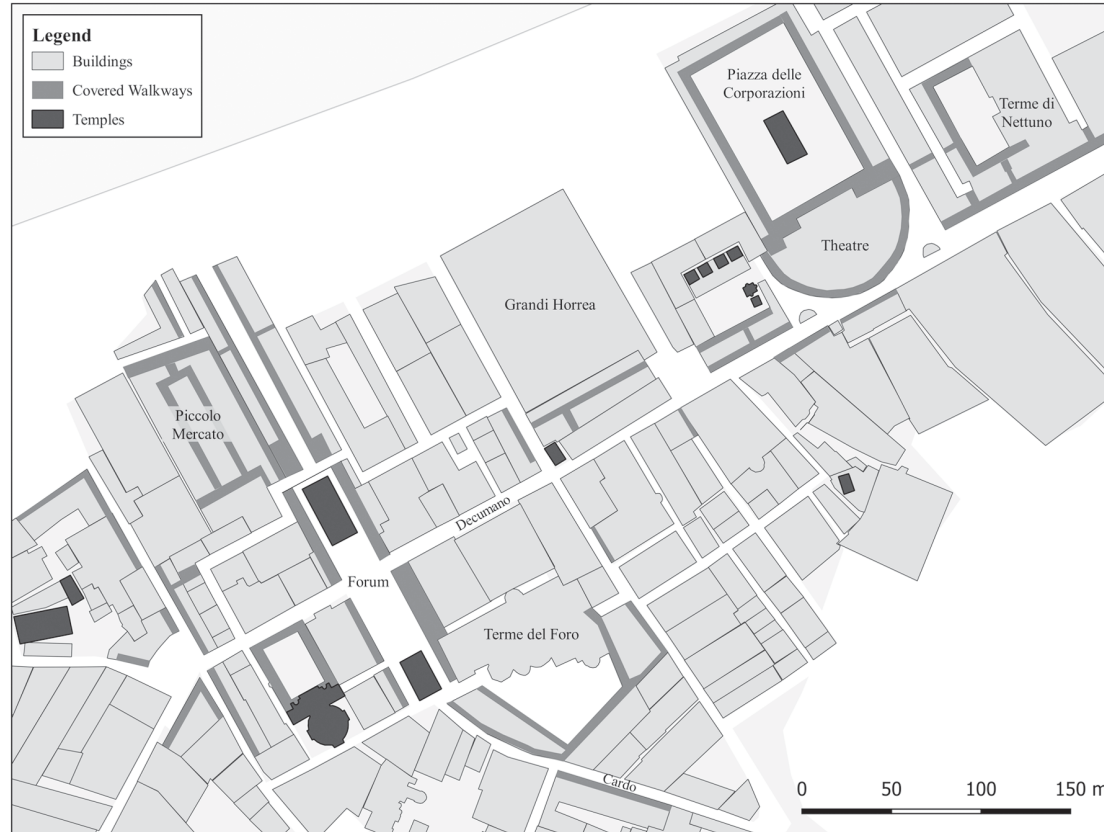 Legend
Buildings
Covered Walkways
Temples
Piazza delle
Corporazioni
Terme di
Nettuno
Theatre
Grandi Horrea
Piccolo
Mercato
Decumano
Forum
Terme del Foro
Cardo
0 50 100 150 m